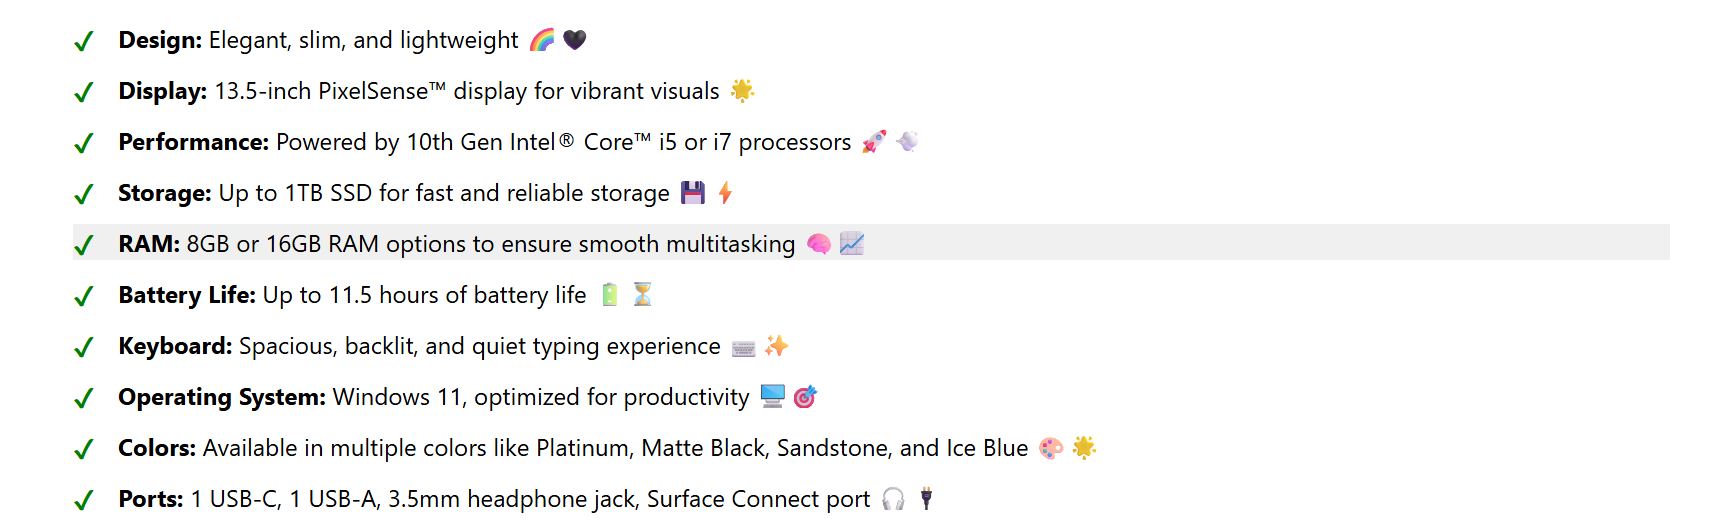 ✓ Design: Elegant, slim, and lightweight 🌈 🖤
✓ Display: 13.5-inch PixelSense™ display for vibrant visuals 🌟
✓ Performance: Powered by 10th Gen Intel® Core™ i5 or i7 processors 🚀 💨
✓ Storage: Up to 1TB SSD for fast and reliable storage 💾 ⚡
✓ RAM: 8GB or 16GB RAM options to ensure smooth multitasking 🧠 📈
✓ Battery Life: Up to 11.5 hours of battery life 🔋 ⏳
✓ Keyboard: Spacious, backlit, and quiet typing experience ⌨️ ✨
✓ Operating System: Windows 11, optimized for productivity 🖥️ 🎯
✓ Colors: Available in multiple colors like Platinum, Matte Black, Sandstone, and Ice Blue 🎨 🌟
✓ Ports: 1 USB-C, 1 USB-A, 3.5mm headphone jack, Surface Connect port 🎧 🔌